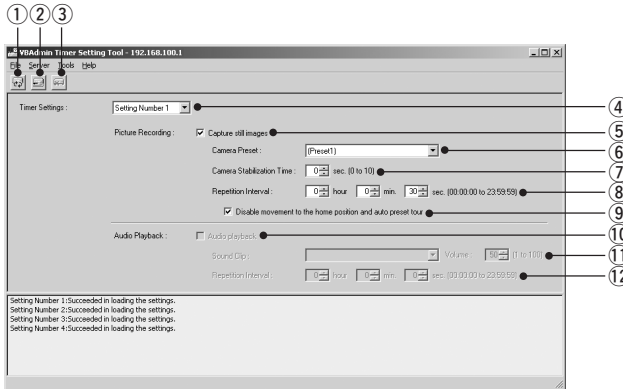 ① ② ③
VBAdmin Timer Setting Tool - 192.168.100.1
File Server Tools Help
Timer Settings : Setting Number 1 ④
Picture Recording : Capture still images ⑤
Camera Preset : (Preset1) ⑥
Camera Stabilization Time : 0 sec. (0 to 10) ⑦
Repetition Interval : 0 hour 0 min. 30 sec. (00:00:00 to 23:59:59) ⑧
Disable movement to the home position and auto preset tour ⑨
Audio Playback : Audio playback ⑩
Sound Clip : Volume : 50 (1 to 100) ⑪
Repetition Interval : 0 hour 0 min. 0 sec. (00:00:00 to 23:59:59) ⑫
Setting Number 1:Succeeded in loading the settings.
Setting Number 2:Succeeded in loading the settings.
Setting Number 3:Succeeded in loading the settings.
Setting Number 4:Succeeded in loading the settings.